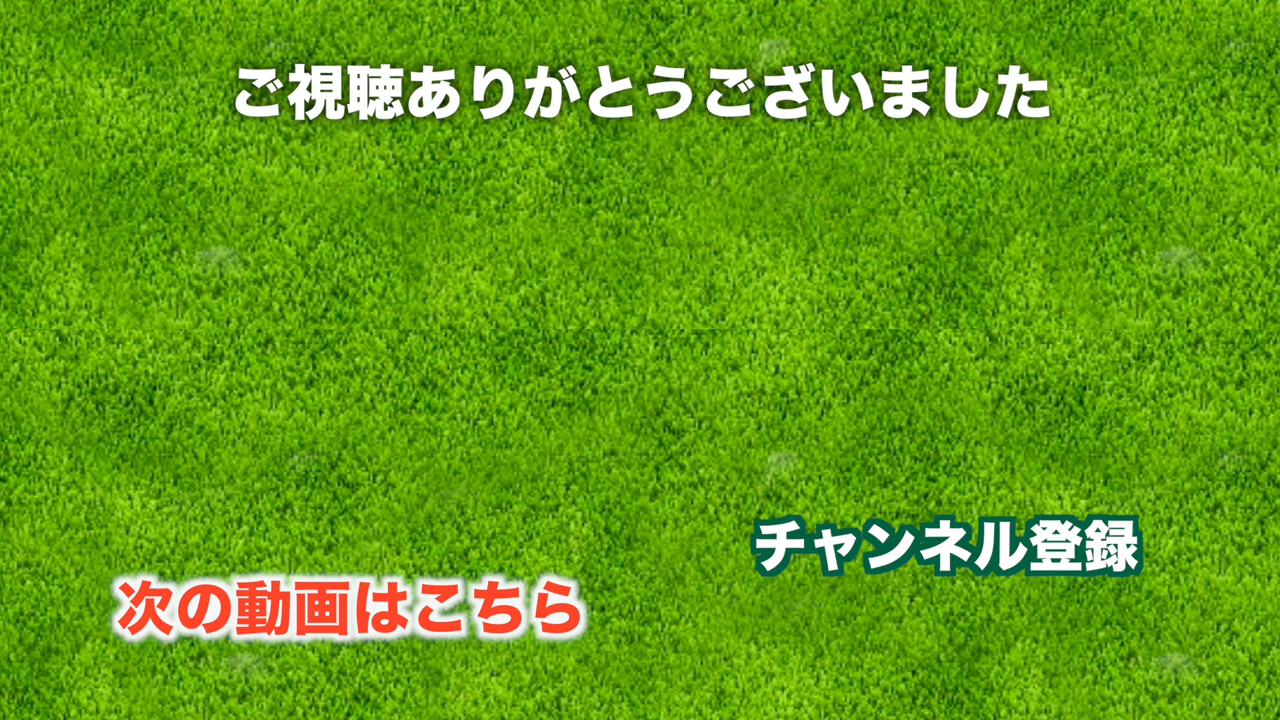 ご視聴ありがとうございました
チャンネル登録
次の動画はこちら